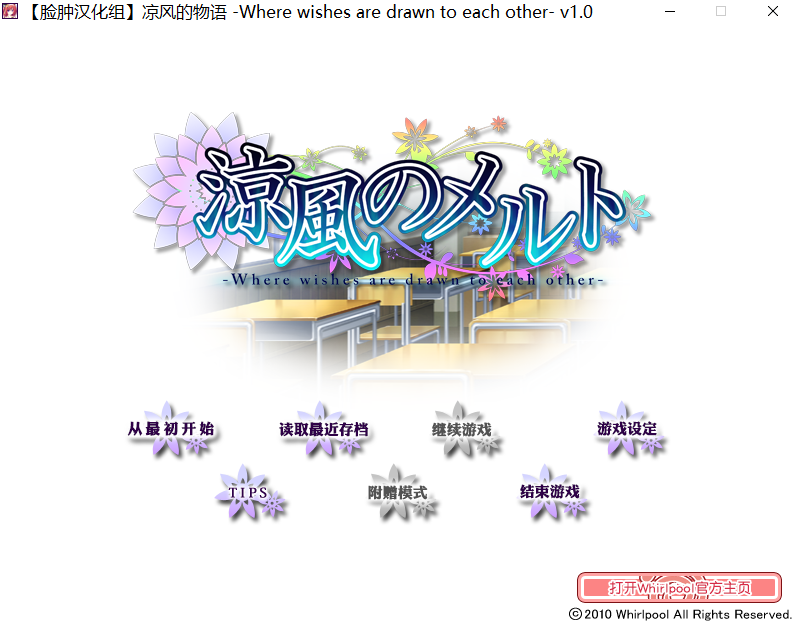 【脸肿汉化组】凉风的物语 -Where wishes are drawn to each other- v1.0
涼風のメルト
-Where wishes are drawn to each other-
从最初开始 读取最近存档 继续游戏 游戏设定
TIPS 附赠模式 结束游戏
打开Whirlpool 官方主页
©2010 Whirlpool All Rights Reserved.